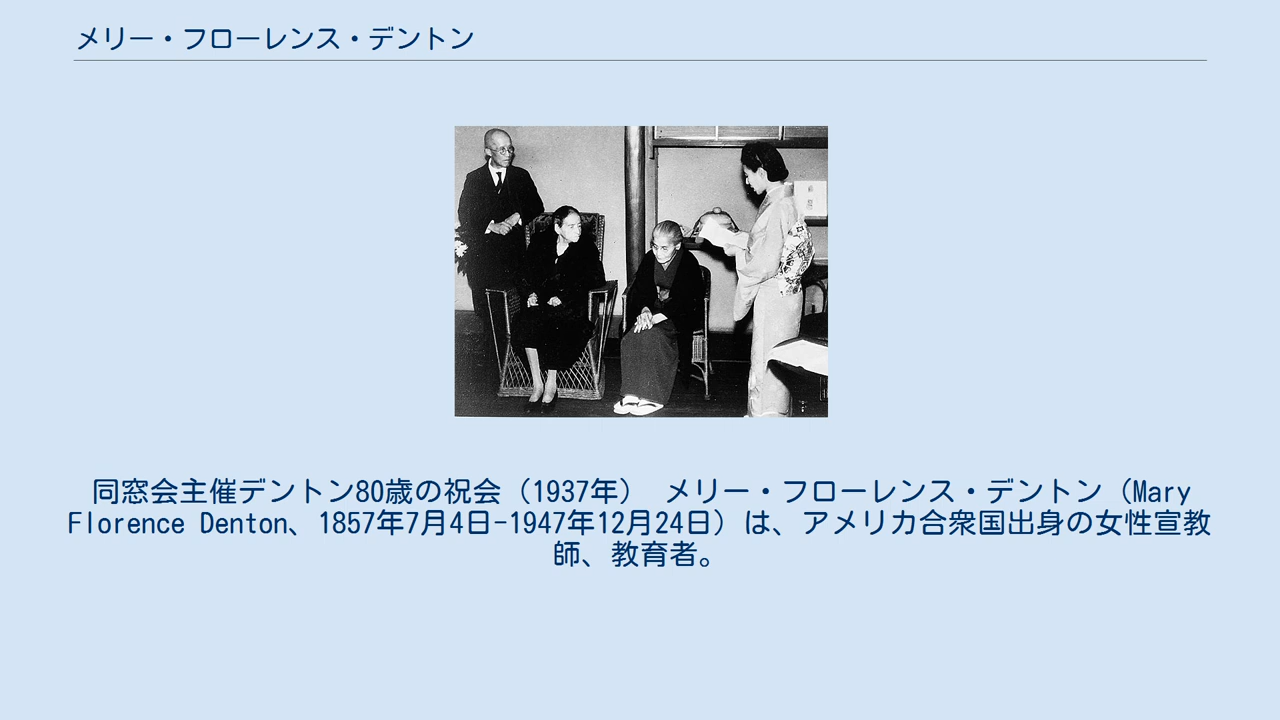 メリー・フローレンス・デントン
同窓会主催デントン80歳の祝会（1937年） メリー・フローレンス・デントン（Mary
Florence Denton、1857年7月4日-1947年12月24日）は、アメリカ合衆国出身の女性宣教
師、教育者。